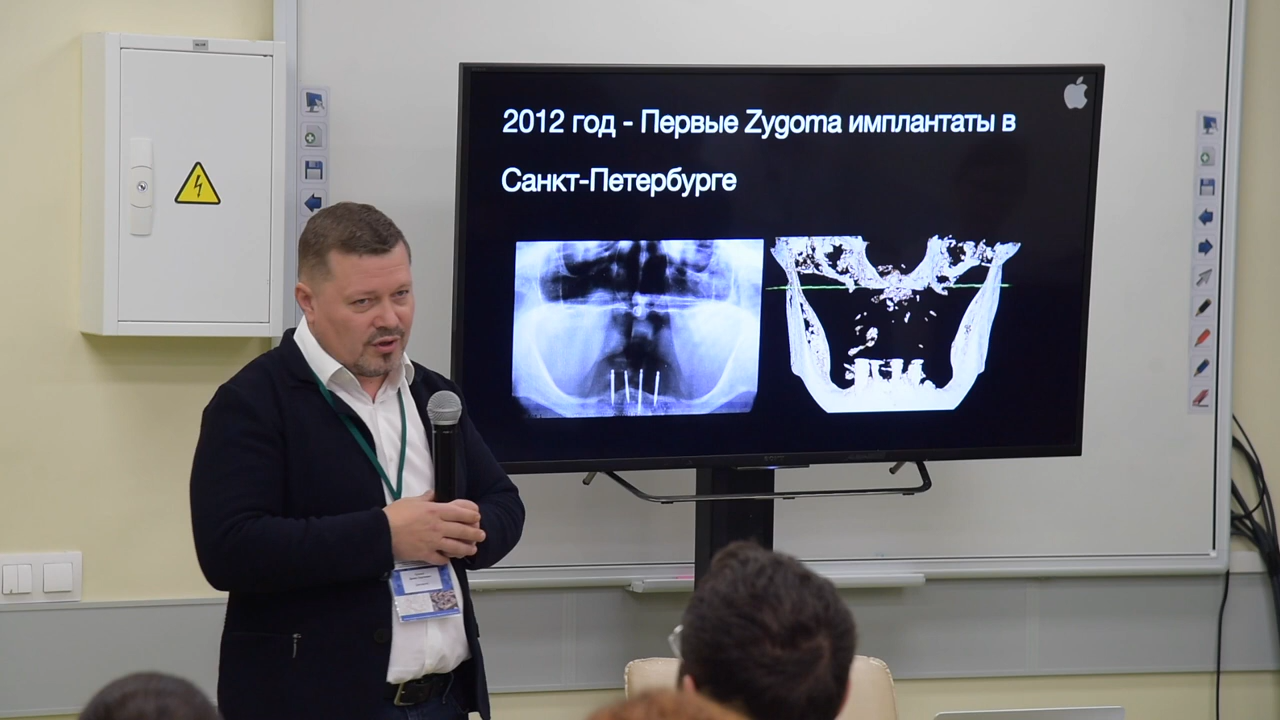 2012 год - Первые Zygoma имплантаты в
Санкт-Петербурге